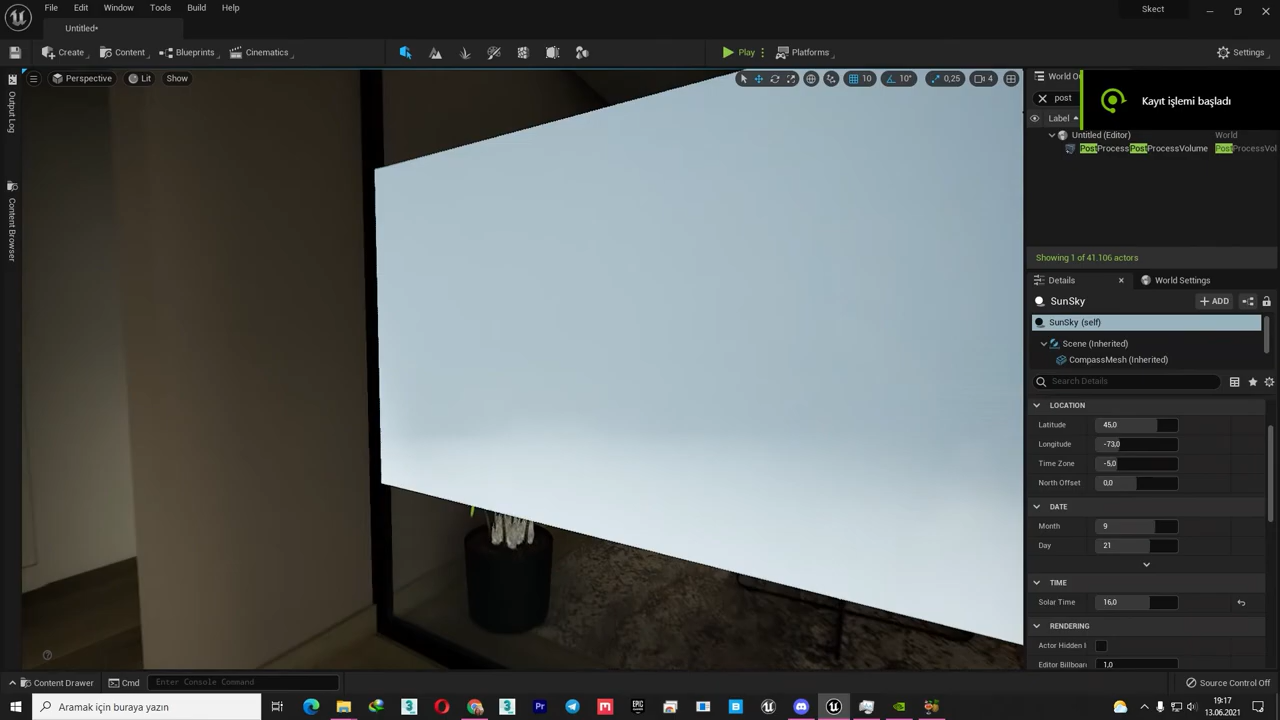 File Edit Window Tools Build Help
Skect
Untitled*
Create Content Blueprints Cinematics Play Platforms Settings
Perspective Lit Show
10 10° 0,25 4
World Ou
post
Kayıt işlemi başladı
Label
Untitled (Editor) World
PostProcessPostProcessVolume PostProcessVol
Output Log
Content Browser
Showing 1 of 41.106 actors
Details World Settings
SunSky ADD
SunSky (self)
Scene (Inherited)
CompassMesh (Inherited)
Search Details
LOCATION
Latitude 45,0
Longitude -73,0
Time Zone -5,0
North Offset 0,0
DATE
Month 9
Day 21
TIME
Solar Time 16,0
RENDERING
Actor Hidden I
Editor Billboar 1,0
Content Drawer Cmd Enter Console Command Source Control Off
Aramak için buraya yazın
19:17
13.06.2021